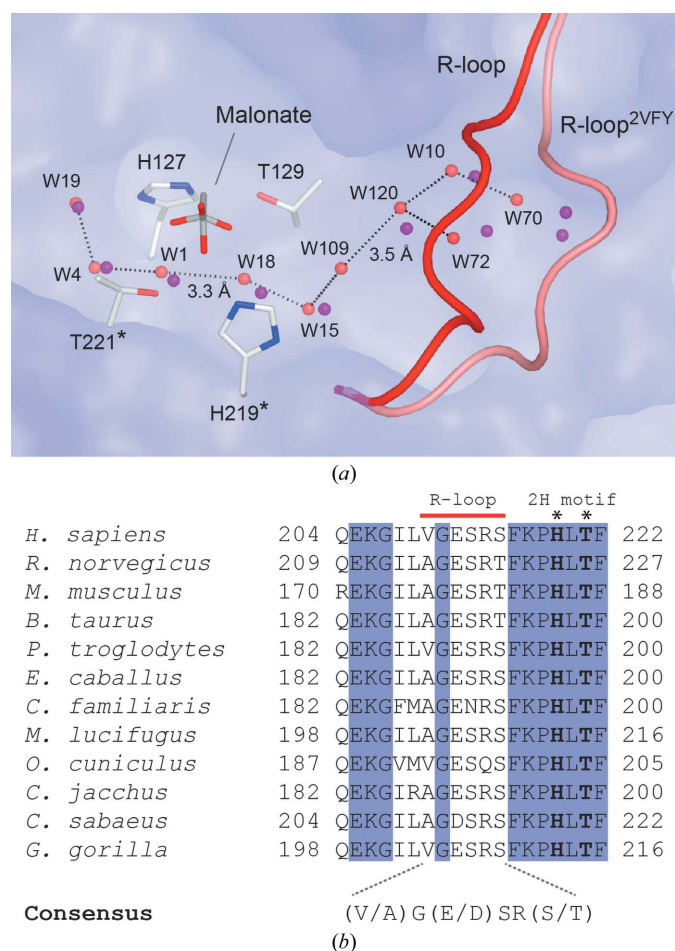 R-loop
R-loop2VFY
Malonate
H127
T129
W10
W19
W120
W70
W109
W4
W1
W18
3.5 Å
W72
3.3 Å
W15
T221*
H219*
(a)
R-loop 2H motif
* *
H. sapiens 204 QEKGILVGESRSFKPHLTF 222
R. norvegicus 209 QEKGILAGESRTFKPHLTF 227
M. musculus 170 REKGILAGESRTFKPHLTF 188
B. taurus 182 QEKGILAGESRTFKPHLTF 200
P. troglodytes 182 QEKGILVGESRSFKPHLTF 200
E. caballus 182 QEKGILAGESRSFKPHLTF 200
C. familiaris 182 QEKGFMAGENRSFKPHLTF 200
M. lucifugus 198 QEKGILAGESRSFKPHLTF 216
O. cuniculus 187 QEKGVMVGESQSFKPHLTF 205
C. jacchus 182 QEKGIRAGESRSFKPHLTF 200
C. sabaeus 204 QEKGILAGDSRSFKPHLTF 222
G. gorilla 198 QEKGILVGESRSFKPHLTF 216
Consensus (V/A)G(E/D)SR(S/T)
(b)